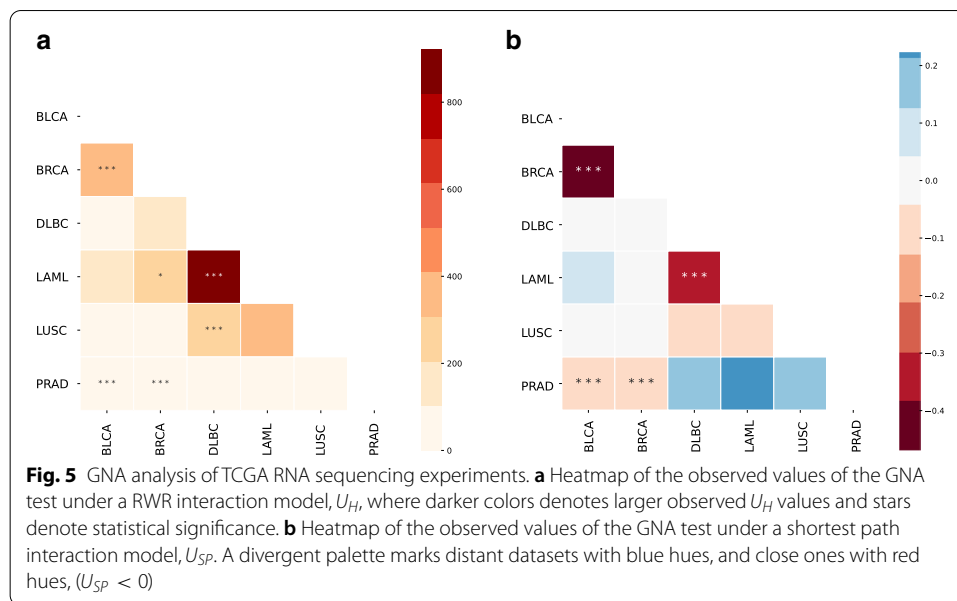 a
b
BLCA
BRCA
DLBC
LAML
LUSC
PRAD
***
* ***
***
*** ***
BLCA
BRCA
DLBC
LAML
LUSC
PRAD
800
600
400
200
0
BLCA
BRCA
DLBC
LAML
LUSC
PRAD
***
***
*** ***
BLCA
BRCA
DLBC
LAML
LUSC
PRAD
0.2
0.1
0.0
−0.1
−0.2
−0.3
−0.4
Fig. 5 GNA analysis of TCGA RNA sequencing experiments. a Heatmap of the observed values of the GNA
test under a RWR interaction model, U_H, where darker colors denotes larger observed U_H values and stars
denote statistical significance. b Heatmap of the observed values of the GNA test under a shortest path
interaction model, U_SP. A divergent palette marks distant datasets with blue hues, and close ones with red
hues, (U_SP < 0)